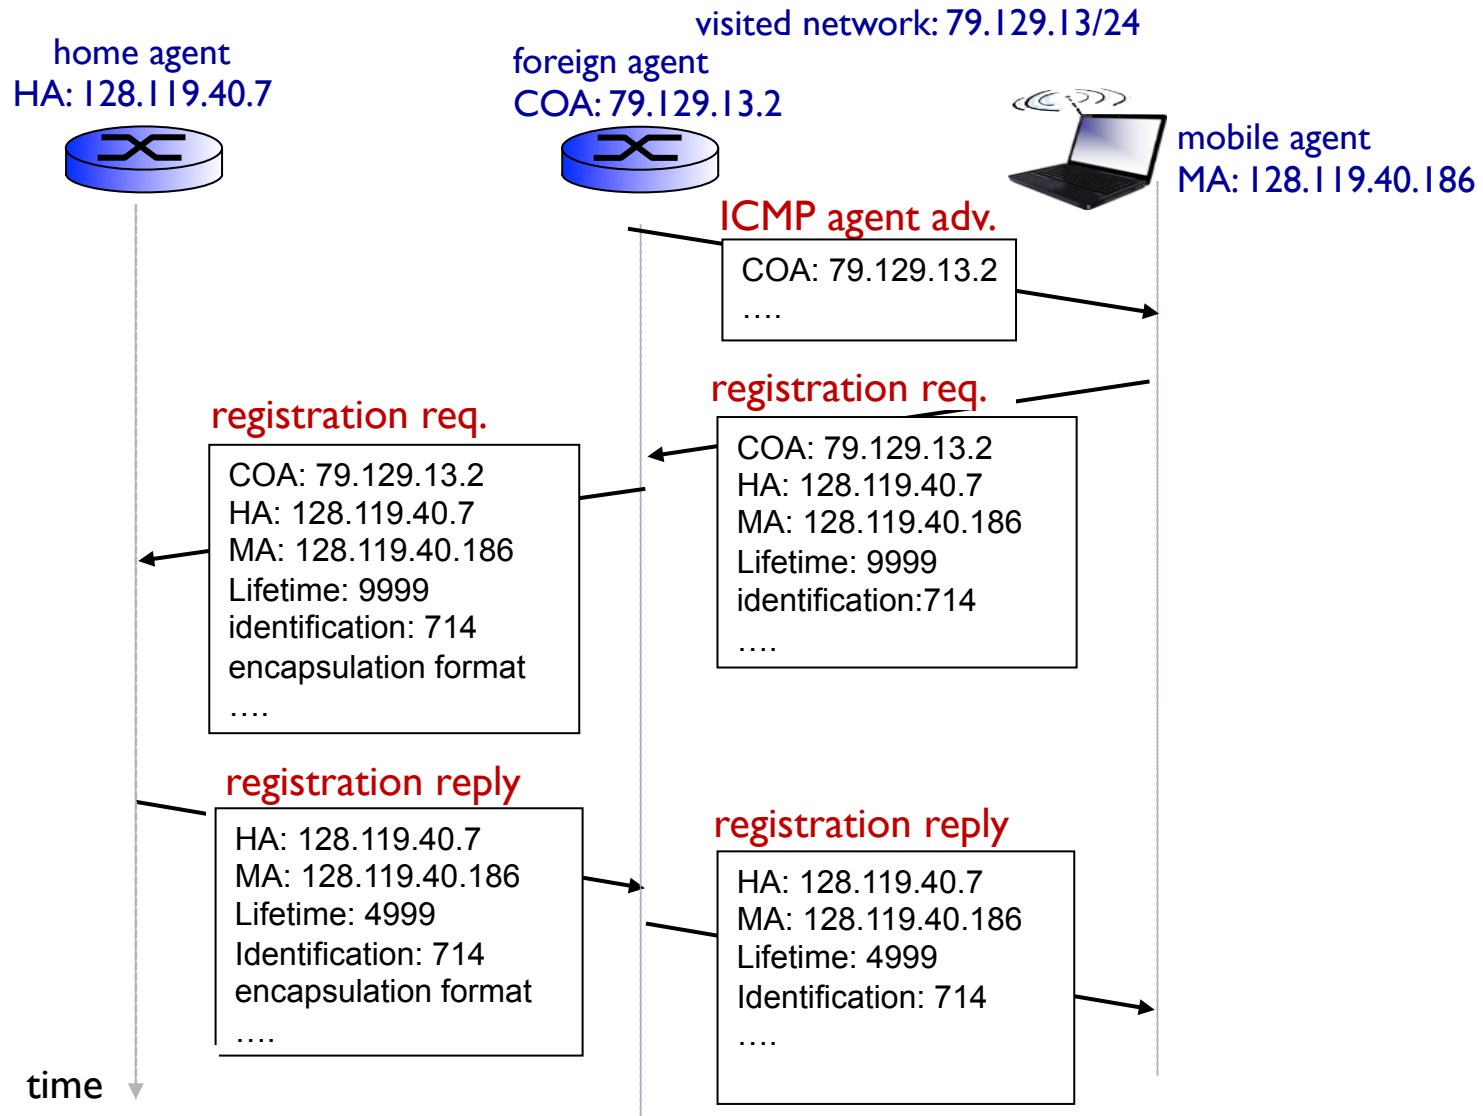 visited network: 79.129.13/24
home agent
HA: 128.119.40.7
foreign agent
COA: 79.129.13.2
mobile agent
MA: 128.119.40.186
ICMP agent adv.
COA: 79.129.13.2
….
registration req.
COA: 79.129.13.2
HA: 128.119.40.7
MA: 128.119.40.186
Lifetime: 9999
identification:714
….
registration req.
COA: 79.129.13.2
HA: 128.119.40.7
MA: 128.119.40.186
Lifetime: 9999
identification: 714
encapsulation format
….
registration reply
HA: 128.119.40.7
MA: 128.119.40.186
Lifetime: 4999
Identification: 714
encapsulation format
….
registration reply
HA: 128.119.40.7
MA: 128.119.40.186
Lifetime: 4999
Identification: 714
….
time